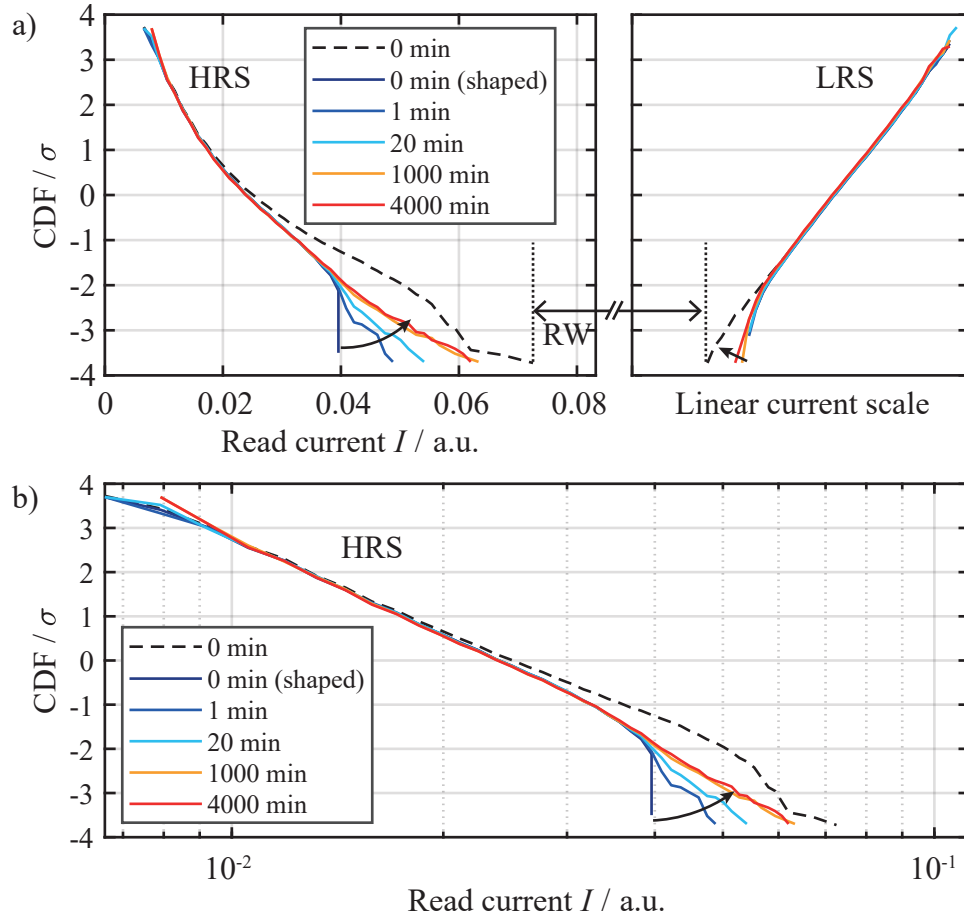 a)
4
3
2
1
0
-1
-2
-3
-4
CDF / σ
HRS
0 min
0 min (shaped)
1 min
20 min
1000 min
4000 min
LRS
RW
0
0.02
0.04
0.06
0.08
Read current I / a.u.
Linear current scale
b)
4
3
2
1
0
-1
-2
-3
-4
CDF / σ
HRS
0 min
0 min (shaped)
1 min
20 min
1000 min
4000 min
10⁻²
10⁻¹
Read current I / a.u.